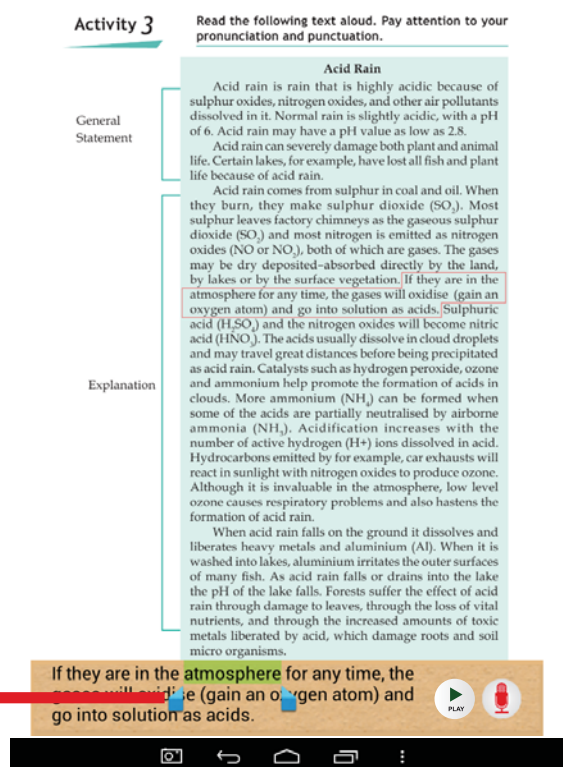 Activity 3
Read the following text aloud. Pay attention to your
pronunciation and punctuation.
Acid Rain
General
Statement
Acid rain is rain that is highly acidic because of
sulphur oxides, nitrogen oxides, and other air pollutants
dissolved in it. Normal rain is slightly acidic, with a pH
of 6. Acid rain may have a pH value as low as 2.8.
Acid rain can severely damage both plant and animal
life. Certain lakes, for example, have lost all fish and plant
life because of acid rain.
Explanation
Acid rain comes from sulphur in coal and oil. When
they burn, they make sulphur dioxide (SO₂). Most
sulphur leaves factory chimneys as the gaseous sulphur
dioxide (SO₂) and most nitrogen is emitted as nitrogen
oxides (NO or NO₂), both of which are gases. The gases
may be dry deposited–absorbed directly by the land,
by lakes or by the surface vegetation. If they are in the
atmosphere for any time, the gases will oxidise (gain an
oxygen atom) and go into solution as acids. Sulphuric
acid (H₂SO₄) and the nitrogen oxides will become nitric
acid (HNO₃). The acids usually dissolve in cloud droplets
and may travel great distances before being precipitated
as acid rain. Catalysts such as hydrogen peroxide, ozone
and ammonium help promote the formation of acids in
clouds. More ammonium (NH₄) can be formed when
some of the acids are partially neutralised by airborne
ammonia (NH₃). Acidification increases with the
number of active hydrogen (H+) ions dissolved in acid.
Hydrocarbons emitted by for example, car exhausts will
react in sunlight with nitrogen oxides to produce ozone.
Although it is invaluable in the atmosphere, low level
ozone causes respiratory problems and also hastens the
formation of acid rain.
When acid rain falls on the ground it dissolves and
liberates heavy metals and aluminium (Al). When it is
washed into lakes, aluminium irritates the outer surfaces
of many fish. As acid rain falls or drains into the lake
the pH of the lake falls. Forests suffer the effect of acid
rain through damage to leaves, through the loss of vital
nutrients, and through the increased amounts of toxic
metals liberated by acid, which damage roots and soil
micro organisms.
If they are in the atmosphere for any time, the
gases will oxidise (gain an oxygen atom) and
go into solution as acids.
PLAY